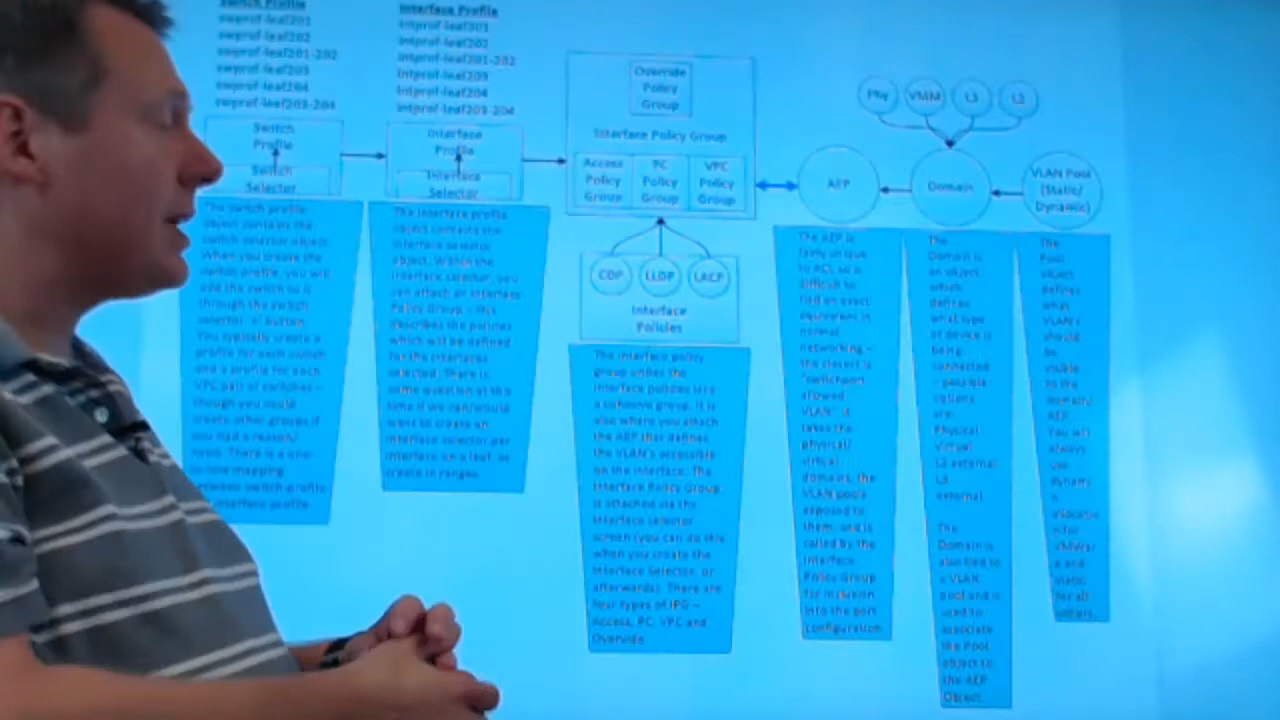 Switch Profile
swprof-leaf201
swprof-leaf202
swprof-leaf201-202
swprof-leaf203
swprof-leaf204
swprof-leaf203-204
Switch
Profile
Switch
Selector
Interface Profile
intprof-leaf201
intprof-leaf202
intprof-leaf201-202
intprof-leaf203
intprof-leaf204
intprof-leaf203-204
Interface
Profile
Interface
Selector
Override
Policy
Group
Interface Policy Group
Access
Policy
Group
PC
Policy
Group
VPC
Policy
Group
CDP
LLDP
LACP
Interface
Policies
AEP
Phy
VMM
L3
L2
Domain
VLAN Pool
(Static/
Dynamic)
The switch profile
object contains the
switch selector object.
When you create the
switch profile, you will
add the switch to it
through the switch
selector
button.
You typically create a
profile for each switch
and a profile for each
VPC pair of switches –
though you could
create other groups if
you had a reason/
need. There is a one-
to-one mapping
between switch profile
interface profile
The interface profile
object contains the
interface selector
object. Within the
interface selector, you
can attach an Interface
Policy Group – this
describes the policies
which will be defined
for the interfaces
selected. There is
some question at this
time if we can/would
want to create an
interface selector per
interface on a leaf, or
create in ranges.
The interface policy
group unites the
interface policies into
a cohesive group. It is
also where you attach
the AEP that defines
the VLAN's accessible
on the interface. The
Interface Policy Group
is attached via the
interface selector
screen (you can do this
when you create the
Interface Selector, or
afterwards). There are
four types of IPG –
Access, PC, VPC and
Override
The AEP is
fairly unique
to ACI, so is
difficult to
find an exact
equivalent in
normal
networking –
the closest is
"switchport
allowed
VLAN". It
takes the
physical/
virtual
domains, the
VLAN pools
exposed to
them, and is
called by the
Interface
Policy Group
for inclusion
into the port
configuration
The
Domain is
an object
which
defines
what type
of device is
being
connected
– possible
options
are:
Physical
Virtual
L2 external
L3
external
The
Domain is
also tied to
a VLAN
pool and is
used to
associate
the Pool
object to
the AEP
Object.
The
Pool
object
defines
what
VLAN's
should
be
visible
to the
domain/
AEP
You will
always
use
dynami
for VMWar
e and
static
for all
others.